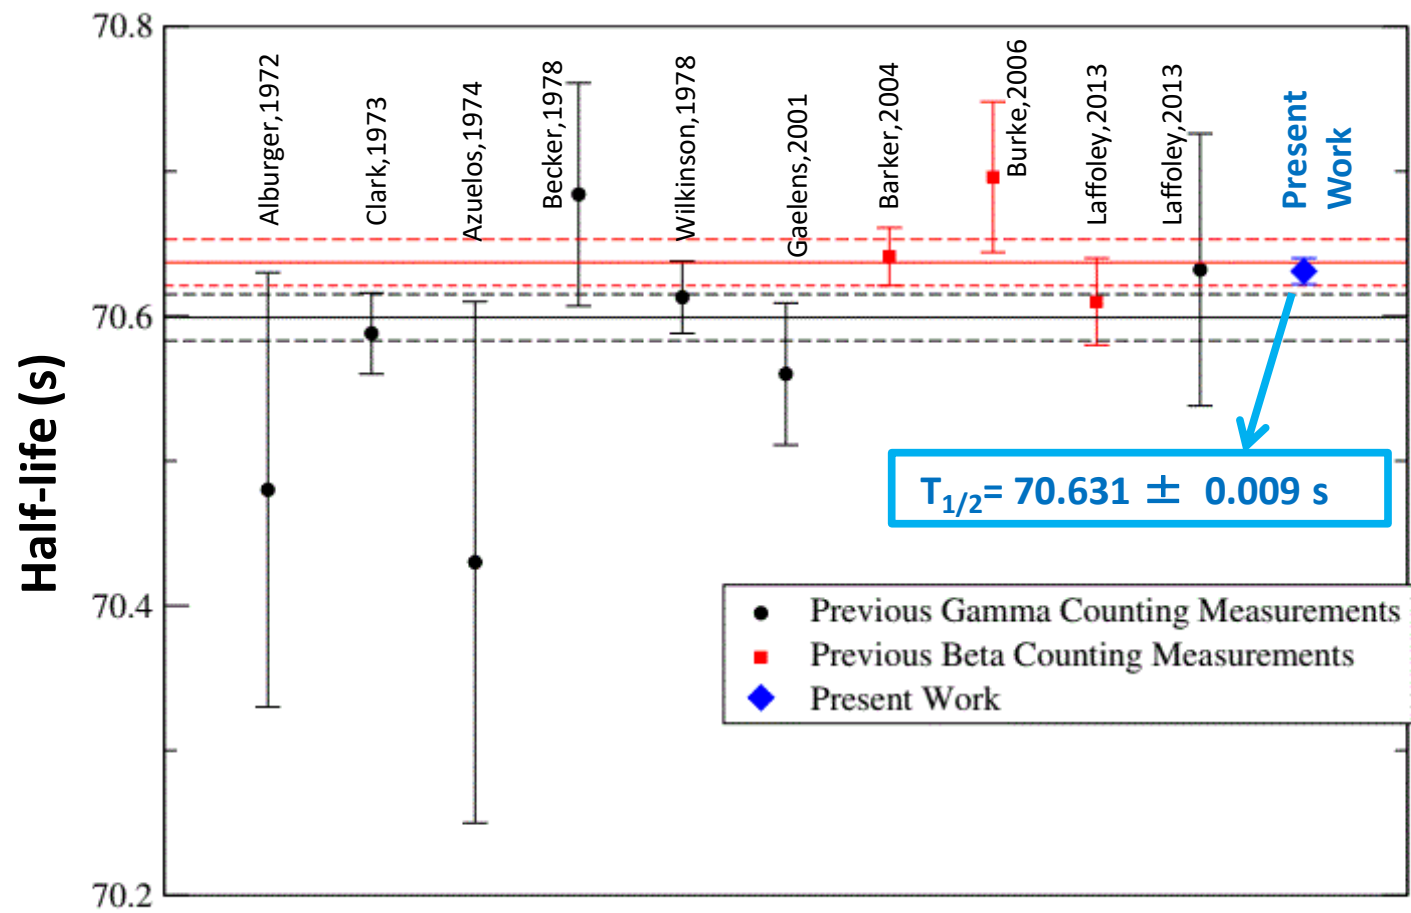 70.8
Alburger,1972
Clark,1973
Azuelos,1974
Becker,1978
Wilkinson,1978
Gaelens,2001
Barker,2004
Burke,2006
Laffoley,2013
Laffoley,2013
Present
Work
70.6
Half-life (s)
T1/2= 70.631 ± 0.009 s
70.4
Previous Gamma Counting Measurements
Previous Beta Counting Measurements
Present Work
70.2